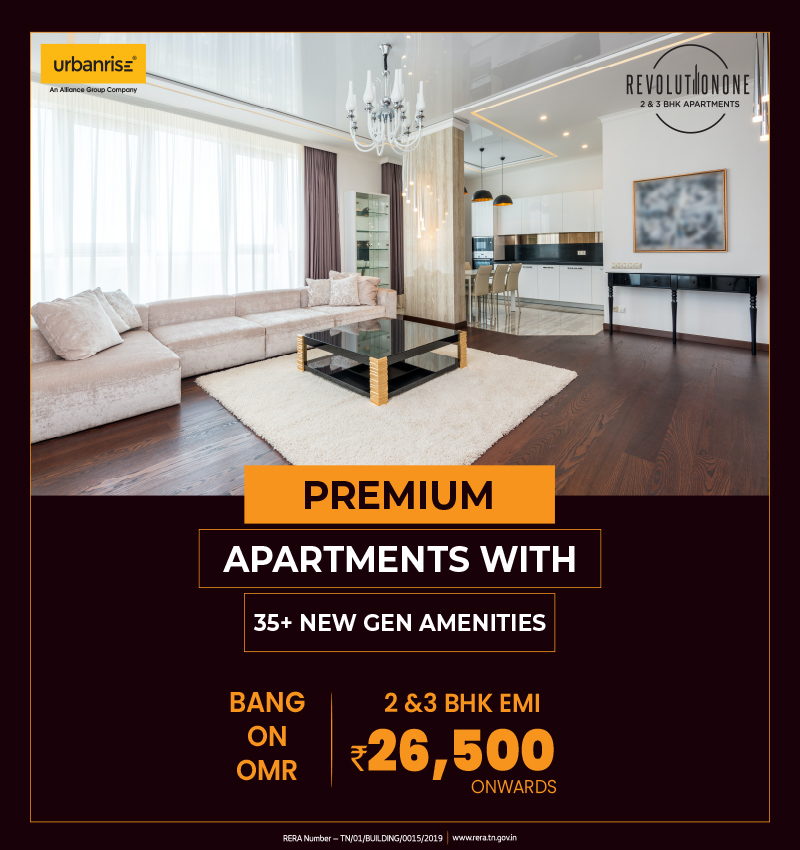 urbanrise®
An Alliance Group Company
REVOLUTIONONE
2 & 3 BHK APARTMENTS
PREMIUM
APARTMENTS WITH
35+ NEW GEN AMENITIES
BANG
ON
OMR
2 &3 BHK EMI
₹26,500
ONWARDS
RERA Number – TN/01/BUILDING/0015/2019 | www.rera.tn.gov.in